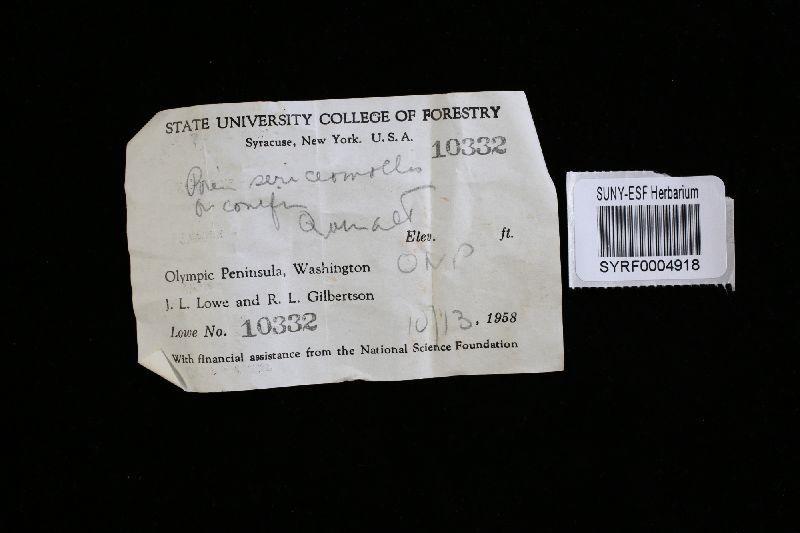 STATE UNIVERSITY COLLEGE OF FORESTRY
Syracuse, New York. U. S. A.
10332
Poria sericeomollis
on conifer
Quinault
Elev. ft.
ONP
Olympic Peninsula, Washington
J. L. Lowe and R. L. Gilbertson
Lowe No. 10332
10/13, 1958
With financial assistance from the National Science Foundation
SUNY-ESF Herbarium
SYRF0004918